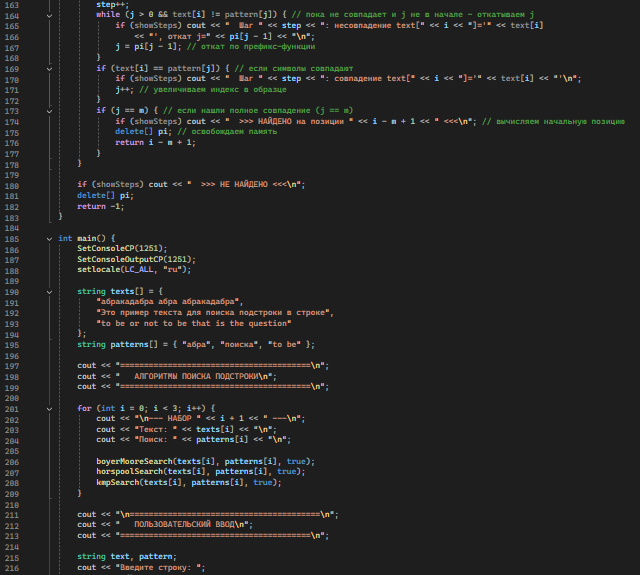 163 step++;
164 while (j > 0 && text[i] != pattern[j]) { // пока не совпадает и j не в начале - откатываем j
165 if (showSteps) cout << "  Шаг " << step << ": несовпадение text[" << i << "]='" << text[i]
166 << "', откат j=" << pi[j - 1] << "\n";
167 j = pi[j - 1]; // откат по префикс-функции
168 }
169 if (text[i] == pattern[j]) { // если символы совпадают
170 if (showSteps) cout << "  Шаг " << step << ": совпадение text[" << i << "]='" << text[i] << "'\n";
171 j++; // увеличиваем индекс в образце
172 }
173 if (j == m) { // если нашли полное совпадение (j == m)
174 if (showSteps) cout << "  >>> НАЙДЕНО на позиции " << i - m + 1 << " <<<\n"; // вычисляем начальную позицию
175 delete[] pi; // освобождаем память
176 return i - m + 1;
177 }
178 }
179
180 if (showSteps) cout << "  >>> НЕ НАЙДЕНО <<<\n";
181 delete[] pi;
182 return -1;
183 }
184
185 int main() {
186 SetConsoleCP(1251);
187 SetConsoleOutputCP(1251);
188 setlocale(LC_ALL, "ru");
189
190 string texts[] = {
191 "абракадабра абра абракадабра",
192 "Это пример текста для поиска подстроки в строке",
193 "to be or not to be that is the question"
194 };
195 string patterns[] = { "абра", "поиска", "to be" };
196
197 cout << "========================================\n";
198 cout << "   АЛГОРИТМЫ ПОИСКА ПОДСТРОКИ\n";
199 cout << "========================================\n";
200
201 for (int i = 0; i < 3; i++) {
202 cout << "\n--- НАБОР " << i + 1 << " ---\n";
203 cout << "Текст: " << texts[i] << "\n";
204 cout << "Поиск: " << patterns[i] << "\n";
205
206 boyerMooreSearch(texts[i], patterns[i], true);
207 horspoolSearch(texts[i], patterns[i], true);
208 kmpSearch(texts[i], patterns[i], true);
209 }
210
211 cout << "\n========================================\n";
212 cout << "   ПОЛЬЗОВАТЕЛЬСКИЙ ВВОД\n";
213 cout << "========================================\n";
214
215 string text, pattern;
216 cout << "Введите строку: ";